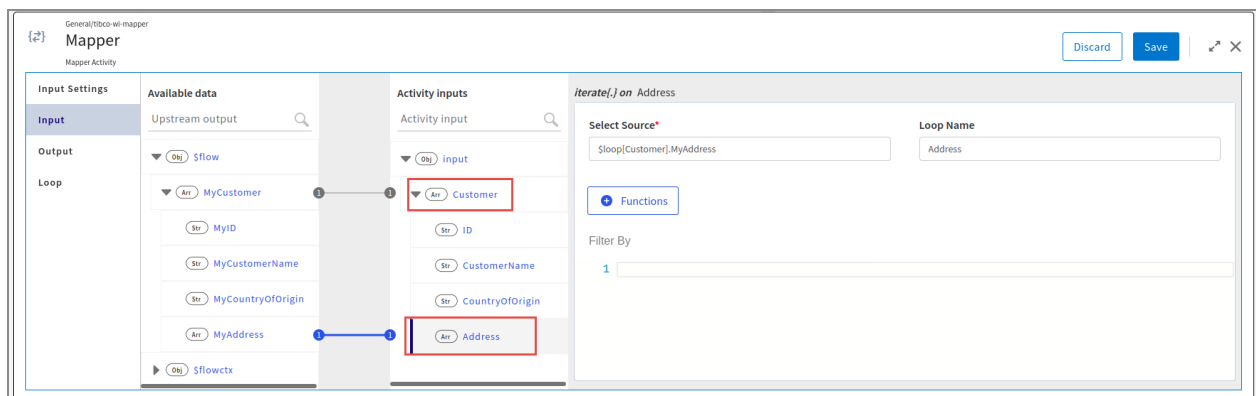 General/tibco-wi-mapper
Mapper
Mapper Activity
Discard
Save
Input Settings
Input
Output
Loop
Available data
Upstream output
Obj $flow
Arr MyCustomer
1
Str MyID
Str MyCustomerName
Str MyCountryOfOrigin
Arr MyAddress
1
Obj $flowctx
Activity inputs
Activity input
Obj input
1
Arr Customer
Str ID
Str CustomerName
Str CountryOfOrigin
1
Arr Address
iterate(.) on Address
Select Source*
Loop Name
$loop[Customer].MyAddress
Address
Functions
Filter By
1